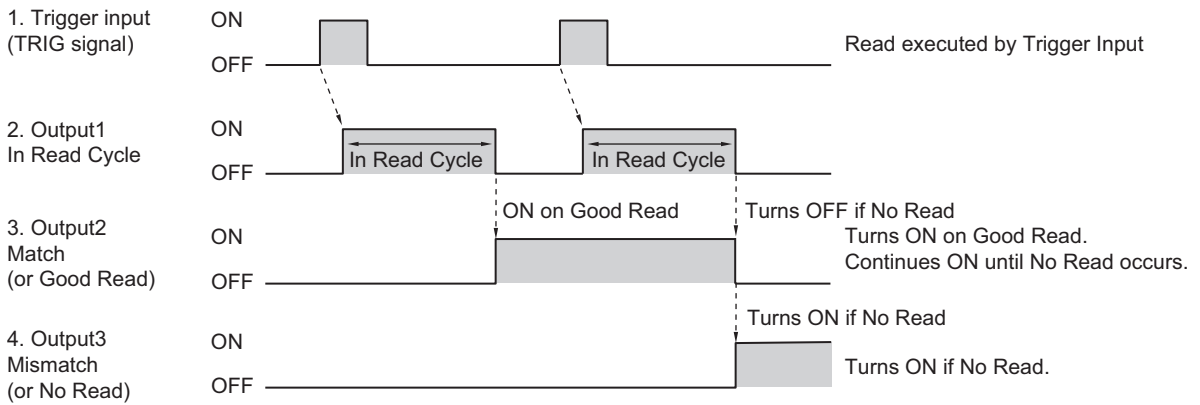 1. Trigger input
(TRIG signal)
ON
OFF
Read executed by Trigger Input
2. Output1
In Read Cycle
ON
OFF
In Read Cycle
In Read Cycle
ON on Good Read
Turns OFF if No Read
3. Output2
Match
(or Good Read)
ON
OFF
Turns ON on Good Read.
Continues ON until No Read occurs.
Turns ON if No Read
4. Output3
Mismatch
(or No Read)
ON
OFF
Turns ON if No Read.